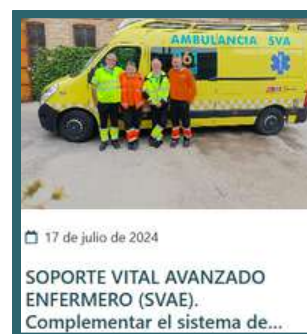 AMBULANCIA SVA
17 de julio de 2024
SOPORTE VITAL AVANZADO
ENFERMERO (SVAE).
Complementar el sistema de...